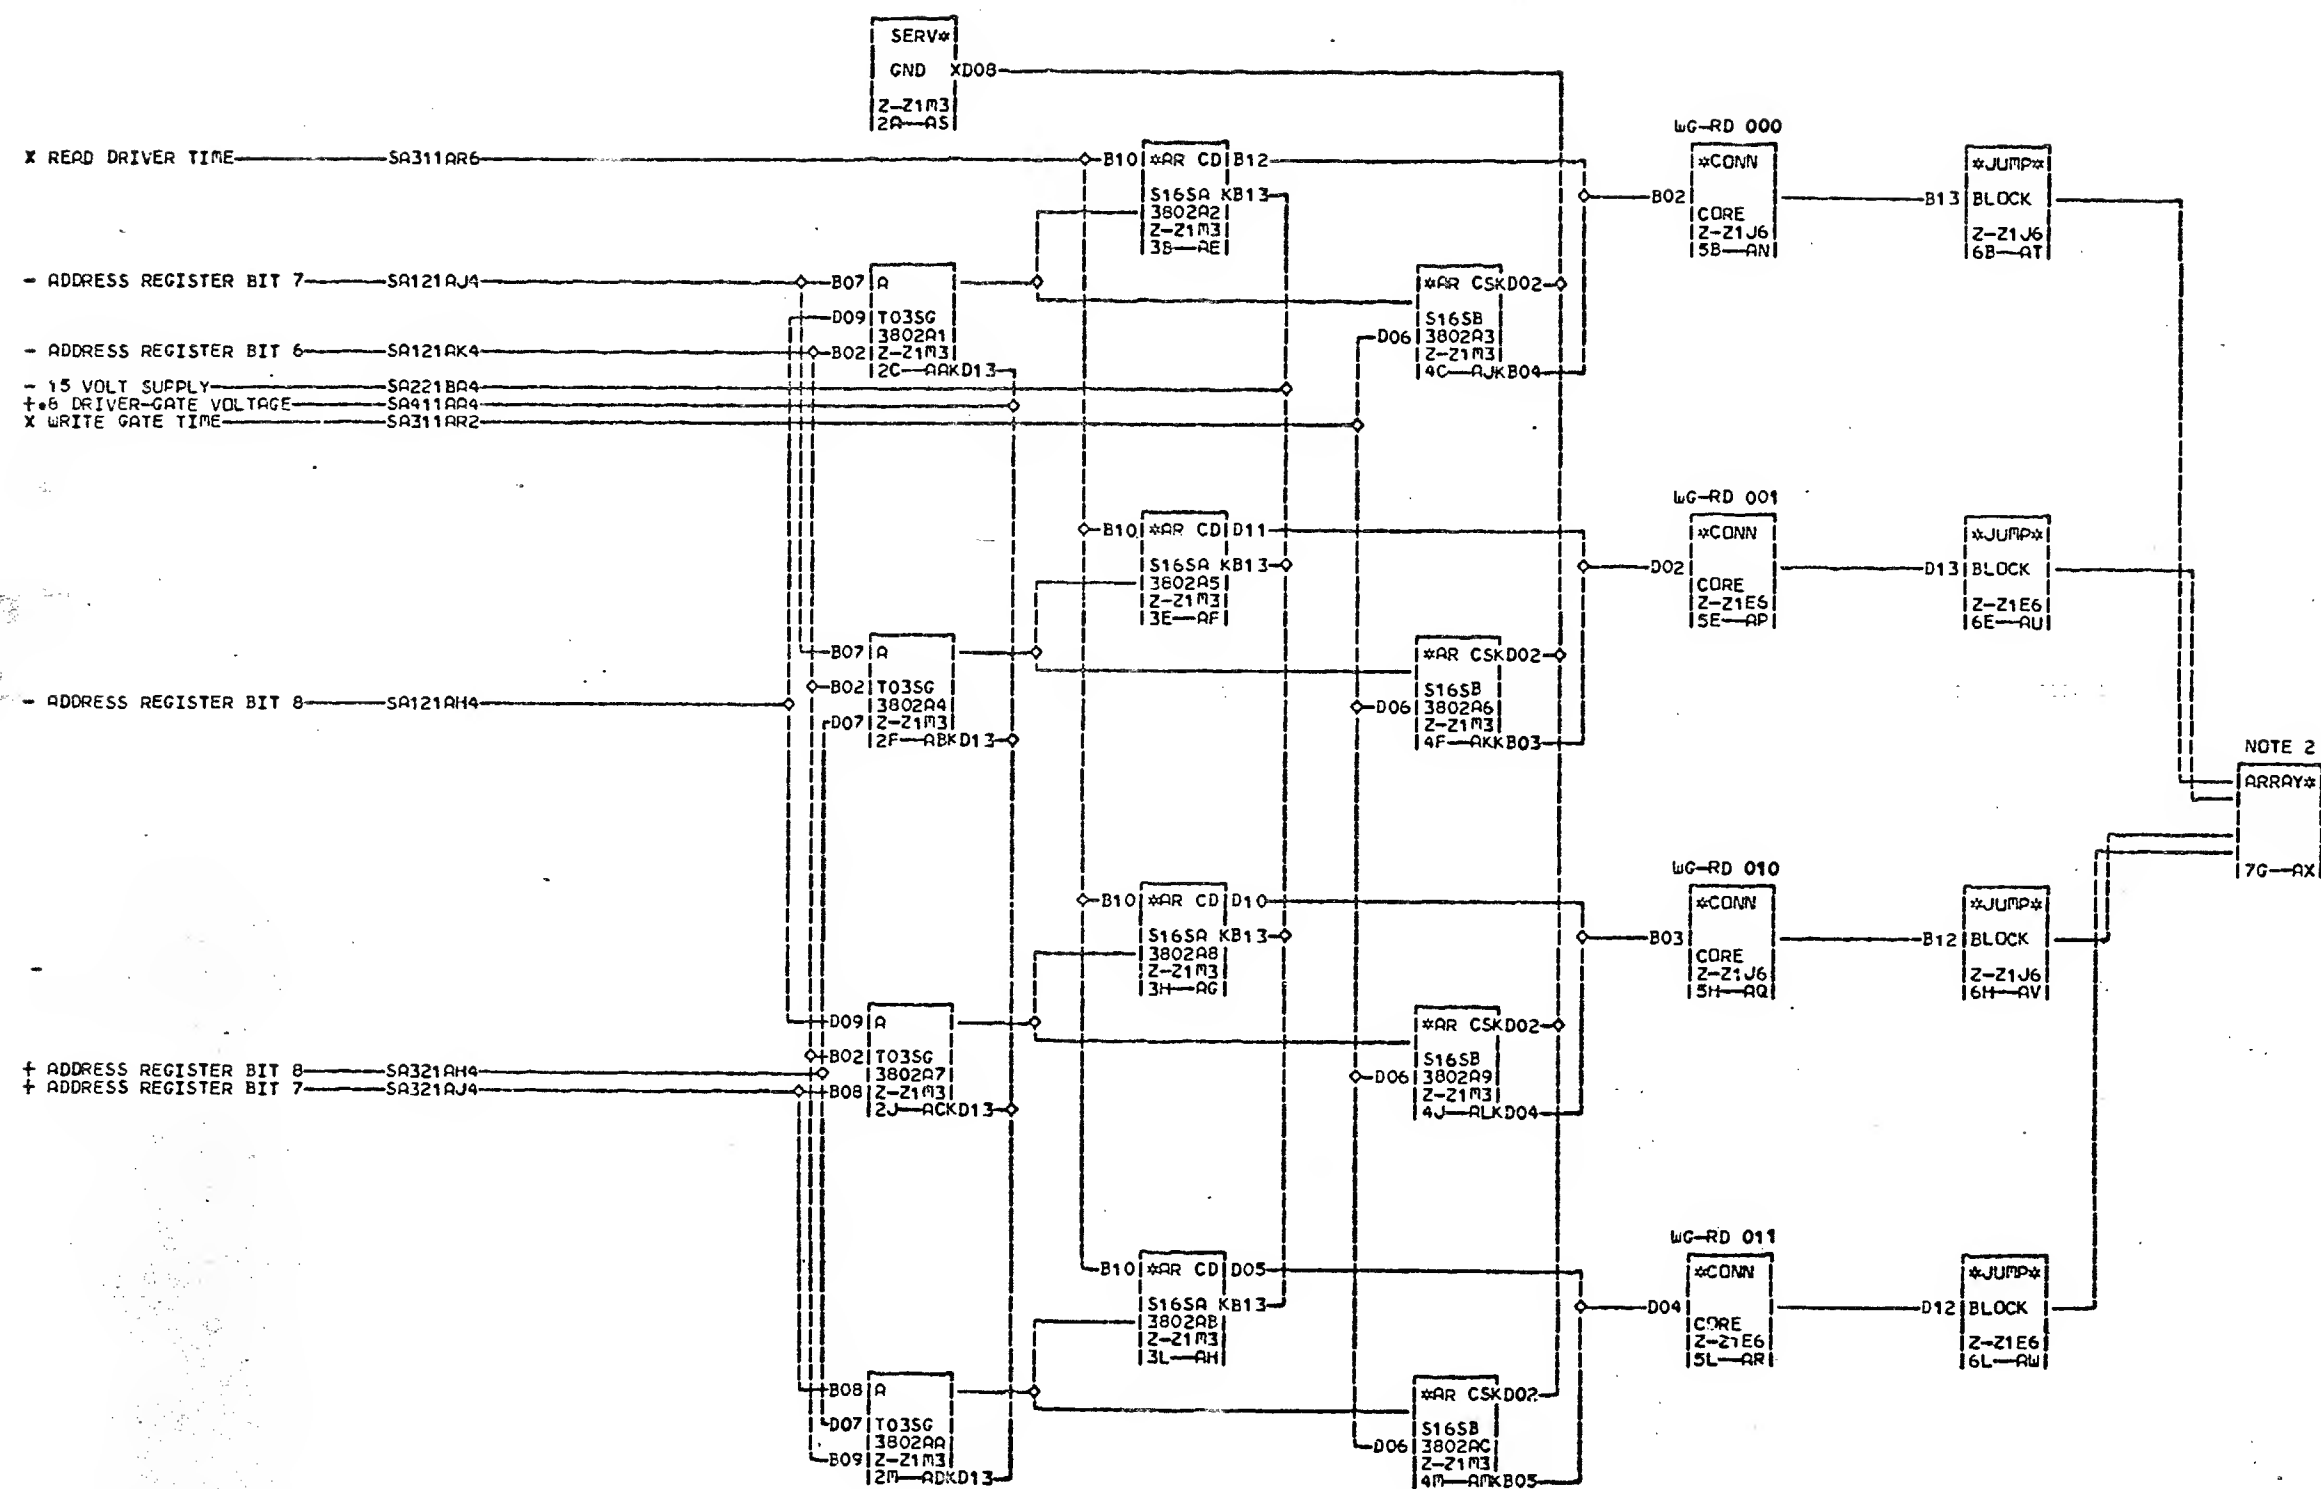 SERV*
GND XD08
Z-Z1M3
2A—AS
X READ DRIVER TIME SA311AR6
B10 *AR CD B12
S16SA KB13
3802A2
Z-Z1M3
3B—AE
WG-RD 000
B02 *CONN
CORE
Z-Z1J6
5B—AN
*JUMP*
B13 BLOCK
Z-Z1J6
6B—AT
- ADDRESS REGISTER BIT 7 SA121AJ4
B07 A
D09 T03SG
3802A1
B02 Z-Z1M3
2C—AAKD13
- ADDRESS REGISTER BIT 6 SA121AK4
- 15 VOLT SUPPLY SA221BA4
+.6 DRIVER-GATE VOLTAGE SA411AA4
X WRITE GATE TIME SA311AR2
*AR CSKD02
S16SB
D06 3802A3
Z-Z1M3
4C—AJKB04
B10 *AR CD D11
S16SA KB13
3802A5
Z-Z1M3
3E—AF
WG-RD 001
*CONN
D02
CORE
Z-Z1E6
5E—AP
*JUMP*
D13 BLOCK
Z-Z1E6
6E—AU
- ADDRESS REGISTER BIT 8 SA121AH4
B07 A
B02 T03SG
3802A4
D07 Z-Z1M3
2F—ABKD13
*AR CSKD02
S16SB
D06 3802A6
Z-Z1M3
4F—AKKB03
NOTE 2
ARRAY*
7G—AX
B10 *AR CD D10
S16SA KB13
3802A8
Z-Z1M3
3H—AG
WG-RD 010
*CONN
B03
CORE
Z-Z1J6
5H—AQ
*JUMP*
B12 BLOCK
Z-Z1J6
6H—AV
+ ADDRESS REGISTER BIT 8 SA321AH4
+ ADDRESS REGISTER BIT 7 SA321AJ4
D09 A
B02 T03SG
3802A7
B08 Z-Z1M3
2J—ACKD13
*AR CSKD02
S16SB
D06 3802A9
Z-Z1M3
4J—ALKD04
B10 *AR CD D05
S16SA KB13
3802AB
Z-Z1M3
3L—AH
WG-RD 011
*CONN
D04
CORE
Z-Z1E6
5L—AR
*JUMP*
D12 BLOCK
Z-Z1E6
6L—AW
B08 A
D07 T03SG
3802AA
B09 Z-Z1M3
2M—ADKD13
*AR CSKD02
S16SB
D06 3802AC
Z-Z1M3
4M—AMKB05